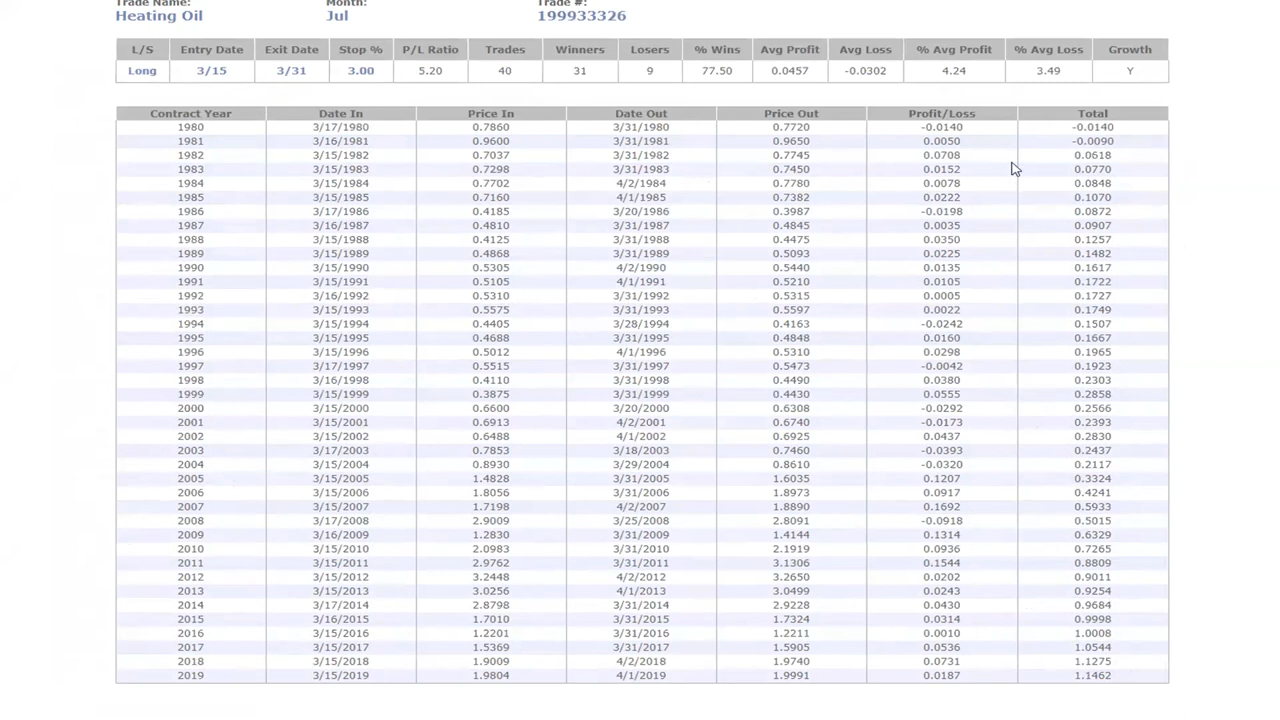 Trade Name: Month: Trade #:
Heating Oil Jul 199933326
L/S Entry Date Exit Date Stop % P/L Ratio Trades Winners Losers % Wins Avg Profit Avg Loss % Avg Profit % Avg Loss Growth
Long 3/15 3/31 3.00 5.20 40 31 9 77.50 0.0457 -0.0302 4.24 3.49 Y
Contract Year Date In Price In Date Out Price Out Profit/Loss Total
1980 3/17/1980 0.7860 3/31/1980 0.7720 -0.0140 -0.0140
1981 3/16/1981 0.9600 3/31/1981 0.9650 0.0050 -0.0090
1982 3/15/1982 0.7037 3/31/1982 0.7745 0.0708 0.0618
1983 3/15/1983 0.7298 3/31/1983 0.7450 0.0152 0.0770
1984 3/15/1984 0.7702 4/2/1984 0.7780 0.0078 0.0848
1985 3/15/1985 0.7160 4/1/1985 0.7382 0.0222 0.1070
1986 3/17/1986 0.4185 3/20/1986 0.3987 -0.0198 0.0872
1987 3/16/1987 0.4810 3/31/1987 0.4845 0.0035 0.0907
1988 3/15/1988 0.4125 3/31/1988 0.4475 0.0350 0.1257
1989 3/15/1989 0.4868 3/31/1989 0.5093 0.0225 0.1482
1990 3/15/1990 0.5305 4/2/1990 0.5440 0.0135 0.1617
1991 3/15/1991 0.5105 4/1/1991 0.5210 0.0105 0.1722
1992 3/16/1992 0.5310 3/31/1992 0.5315 0.0005 0.1727
1993 3/15/1993 0.5575 3/31/1993 0.5597 0.0022 0.1749
1994 3/15/1994 0.4405 3/28/1994 0.4163 -0.0242 0.1507
1995 3/15/1995 0.4688 3/31/1995 0.4848 0.0160 0.1667
1996 3/15/1996 0.5012 4/1/1996 0.5310 0.0298 0.1965
1997 3/17/1997 0.5515 3/31/1997 0.5473 -0.0042 0.1923
1998 3/16/1998 0.4110 3/31/1998 0.4490 0.0380 0.2303
1999 3/15/1999 0.3875 3/31/1999 0.4430 0.0555 0.2858
2000 3/15/2000 0.6600 3/20/2000 0.6308 -0.0292 0.2566
2001 3/15/2001 0.6913 4/2/2001 0.6740 -0.0173 0.2393
2002 3/15/2002 0.6488 4/1/2002 0.6925 0.0437 0.2830
2003 3/17/2003 0.7853 3/18/2003 0.7460 -0.0393 0.2437
2004 3/15/2004 0.8930 3/29/2004 0.8610 -0.0320 0.2117
2005 3/15/2005 1.4828 3/31/2005 1.6035 0.1207 0.3324
2006 3/15/2006 1.8056 3/31/2006 1.8973 0.0917 0.4241
2007 3/15/2007 1.7198 4/2/2007 1.8890 0.1692 0.5933
2008 3/17/2008 2.9009 3/25/2008 2.8091 -0.0918 0.5015
2009 3/16/2009 1.2830 3/31/2009 1.4144 0.1314 0.6329
2010 3/15/2010 2.0983 3/31/2010 2.1919 0.0936 0.7265
2011 3/15/2011 2.9762 3/31/2011 3.1306 0.1544 0.8809
2012 3/15/2012 3.2448 4/2/2012 3.2650 0.0202 0.9011
2013 3/15/2013 3.0256 4/1/2013 3.0499 0.0243 0.9254
2014 3/17/2014 2.8798 3/31/2014 2.9228 0.0430 0.9684
2015 3/16/2015 1.7010 3/31/2015 1.7324 0.0314 0.9998
2016 3/15/2016 1.2201 3/31/2016 1.2211 0.0010 1.0008
2017 3/15/2017 1.5369 3/31/2017 1.5905 0.0536 1.0544
2018 3/15/2018 1.9009 4/2/2018 1.9740 0.0731 1.1275
2019 3/15/2019 1.9804 4/1/2019 1.9991 0.0187 1.1462